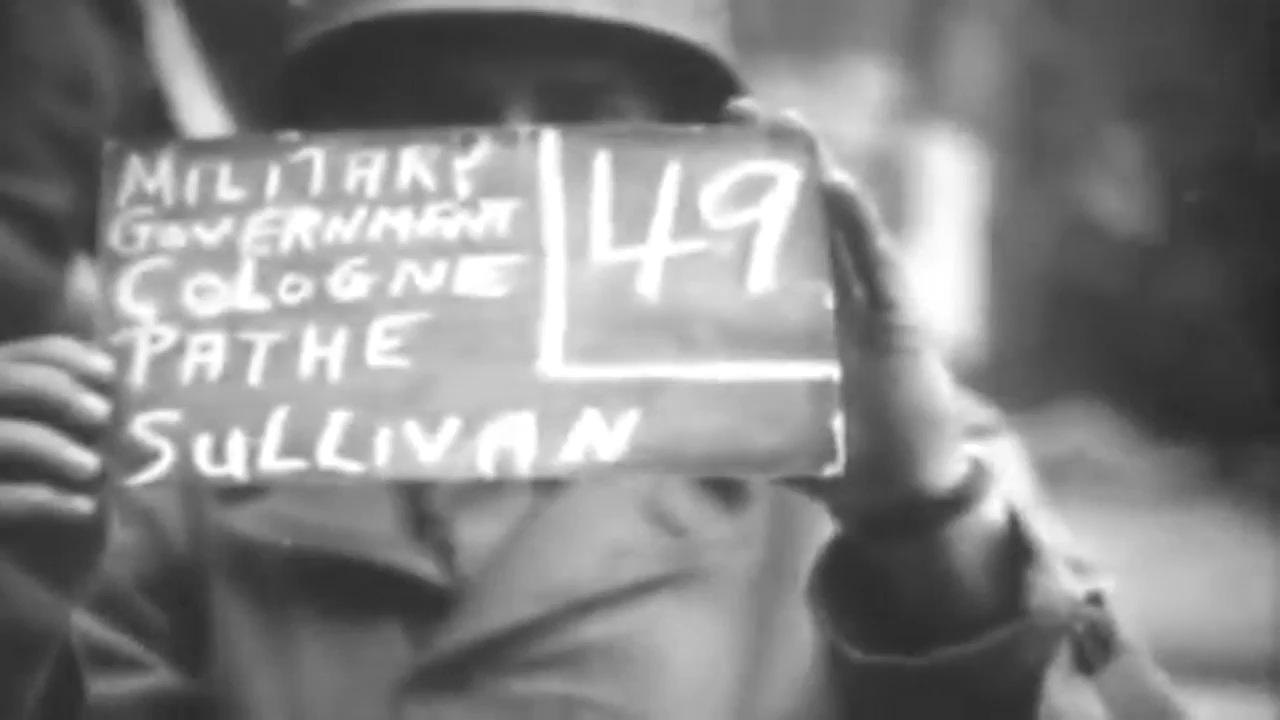 MILITARY
GOVERNMENT
COLOGNE
PATHE
SULLIVAN
49